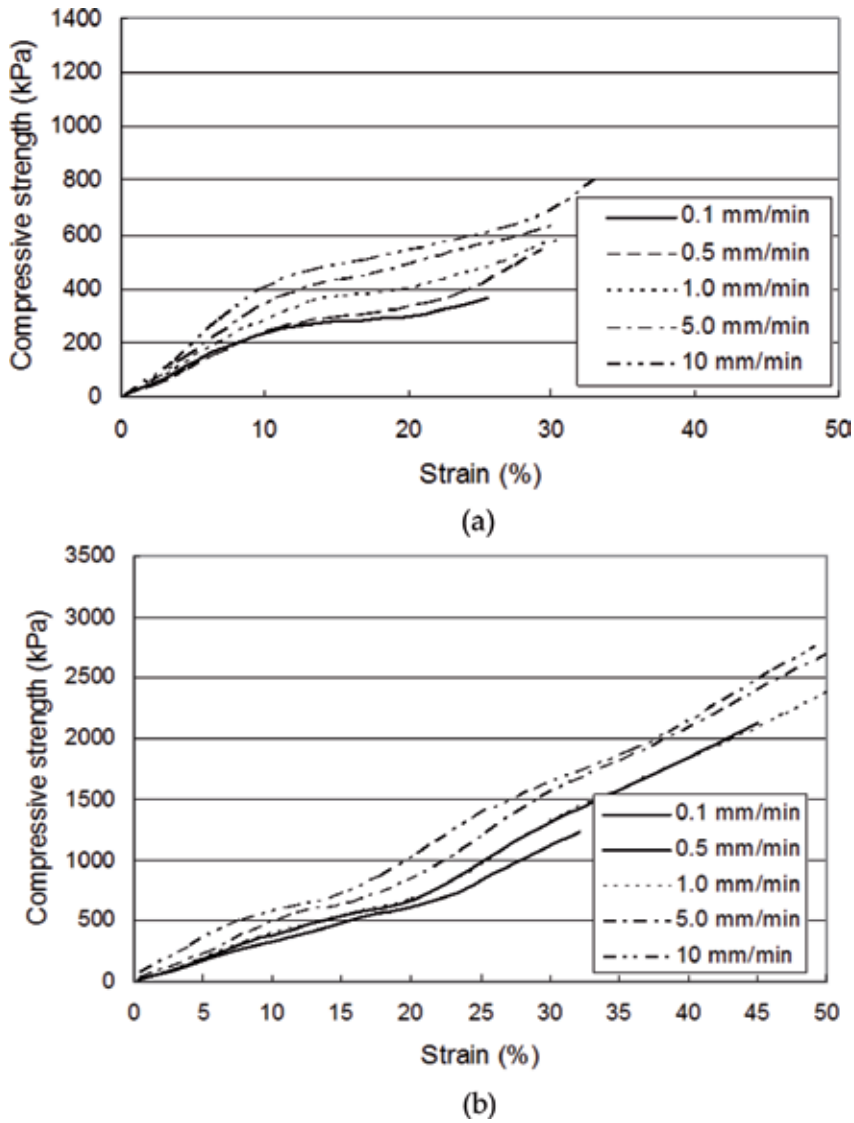 Compressive strength (kPa)
1400
1200
1000
800
600
400
200
0
0.1 mm/min
0.5 mm/min
1.0 mm/min
5.0 mm/min
10 mm/min
0 10 20 30 40 50
Strain (%)
(a)
Compressive strength (kPa)
3500
3000
2500
2000
1500
1000
500
0
0.1 mm/min
0.5 mm/min
1.0 mm/min
5.0 mm/min
10 mm/min
0 5 10 15 20 25 30 35 40 45 50
Strain (%)
(b)